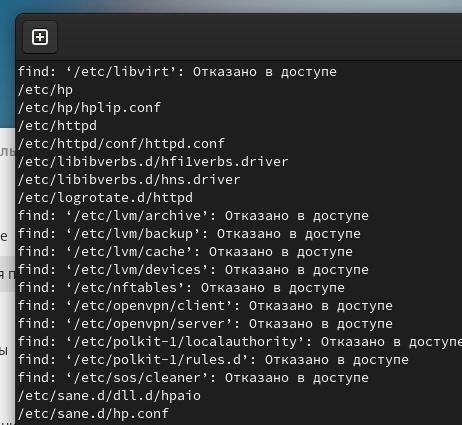 find: ‘/etc/libvirt’: Отказано в доступе
/etc/hp
/etc/hp/hplip.conf
/etc/httpd
/etc/httpd/conf/httpd.conf
/etc/libibverbs.d/hfi1verbs.driver
/etc/libibverbs.d/hns.driver
/etc/logrotate.d/httpd
find: ‘/etc/lvm/archive’: Отказано в доступе
find: ‘/etc/lvm/backup’: Отказано в доступе
find: ‘/etc/lvm/cache’: Отказано в доступе
find: ‘/etc/lvm/devices’: Отказано в доступе
find: ‘/etc/nftables’: Отказано в доступе
find: ‘/etc/openvpn/client’: Отказано в доступе
find: ‘/etc/openvpn/server’: Отказано в доступе
find: ‘/etc/polkit-1/localauthority’: Отказано в доступе
find: ‘/etc/polkit-1/rules.d’: Отказано в доступе
find: ‘/etc/sos/cleaner’: Отказано в доступе
/etc/sane.d/dll.d/hpaio
/etc/sane.d/hp.conf